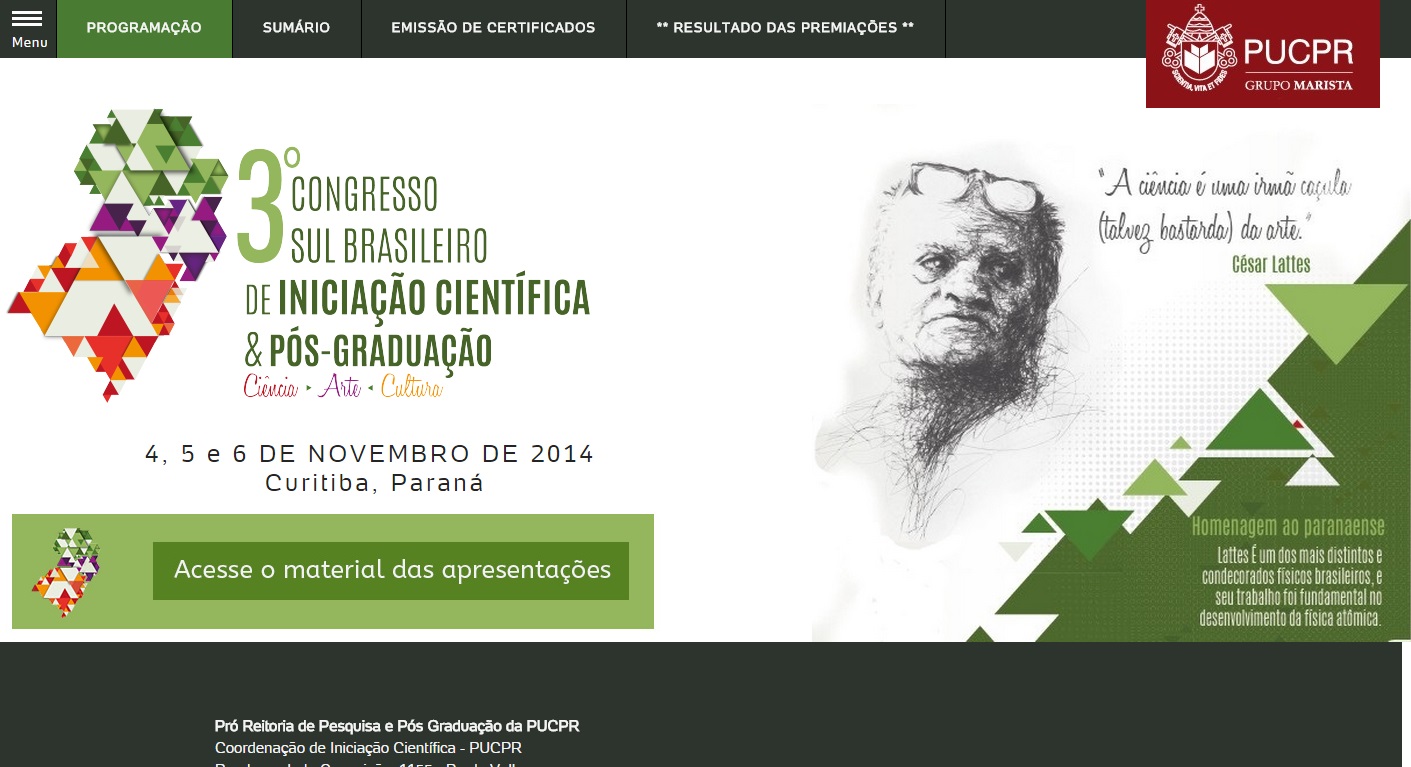 Menu
PROGRAMAÇÃO
SUMÁRIO
EMISSÃO DE CERTIFICADOS
** RESULTADO DAS PREMIAÇÕES **
SCIENTIA, VITA ET FIDES
PUCPR
GRUPO MARISTA
3º CONGRESSO
SUL BRASILEIRO
DE INICIAÇÃO CIENTÍFICA
& PÓS-GRADUAÇÃO
Ciência Arte Cultura
4, 5 e 6 DE NOVEMBRO DE 2014
Curitiba, Paraná
Acesse o material das apresentações
"A ciência é uma irmã caçula
(talvez bastarda) da arte."
César Lattes
Homenagem ao paranaense
Lattes É um dos mais distintos e
condecorados físicos brasileiros, e
seu trabalho foi fundamental no
desenvolvimento da física atômica.
Pró Reitoria de Pesquisa e Pós Graduação da PUCPR
Coordenação de Iniciação Científica - PUCPR